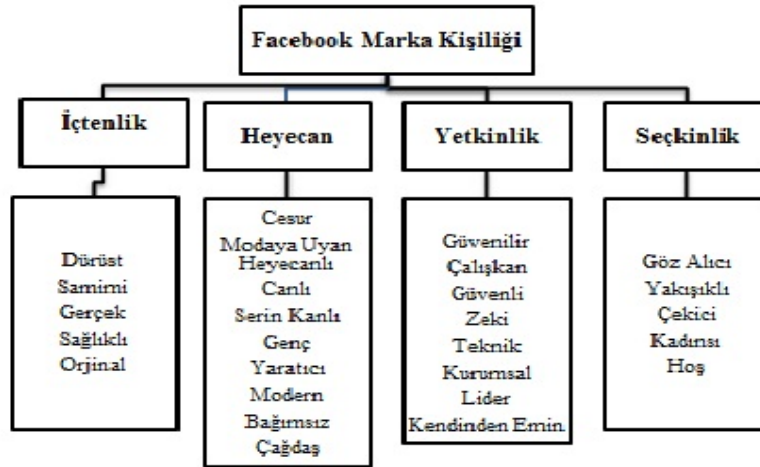 Facebook Marka Kişiliği
İçtenlik
Heyecan
Yetkinlik
Seçkinlik
Dürüst
Samimi
Gerçek
Sağlıklı
Orjinal
Cesur
Modaya Uyan
Heyecanlı
Canlı
Serin Kanlı
Genç
Yaratıcı
Modern
Bağımsız
Çağdaş
Güvenilir
Çalışkan
Güvenli
Zeki
Teknik
Kurumsal
Lider
Kendinden Emin
Göz Alıcı
Yakışıklı
Çekici
Kadınsı
Hoş